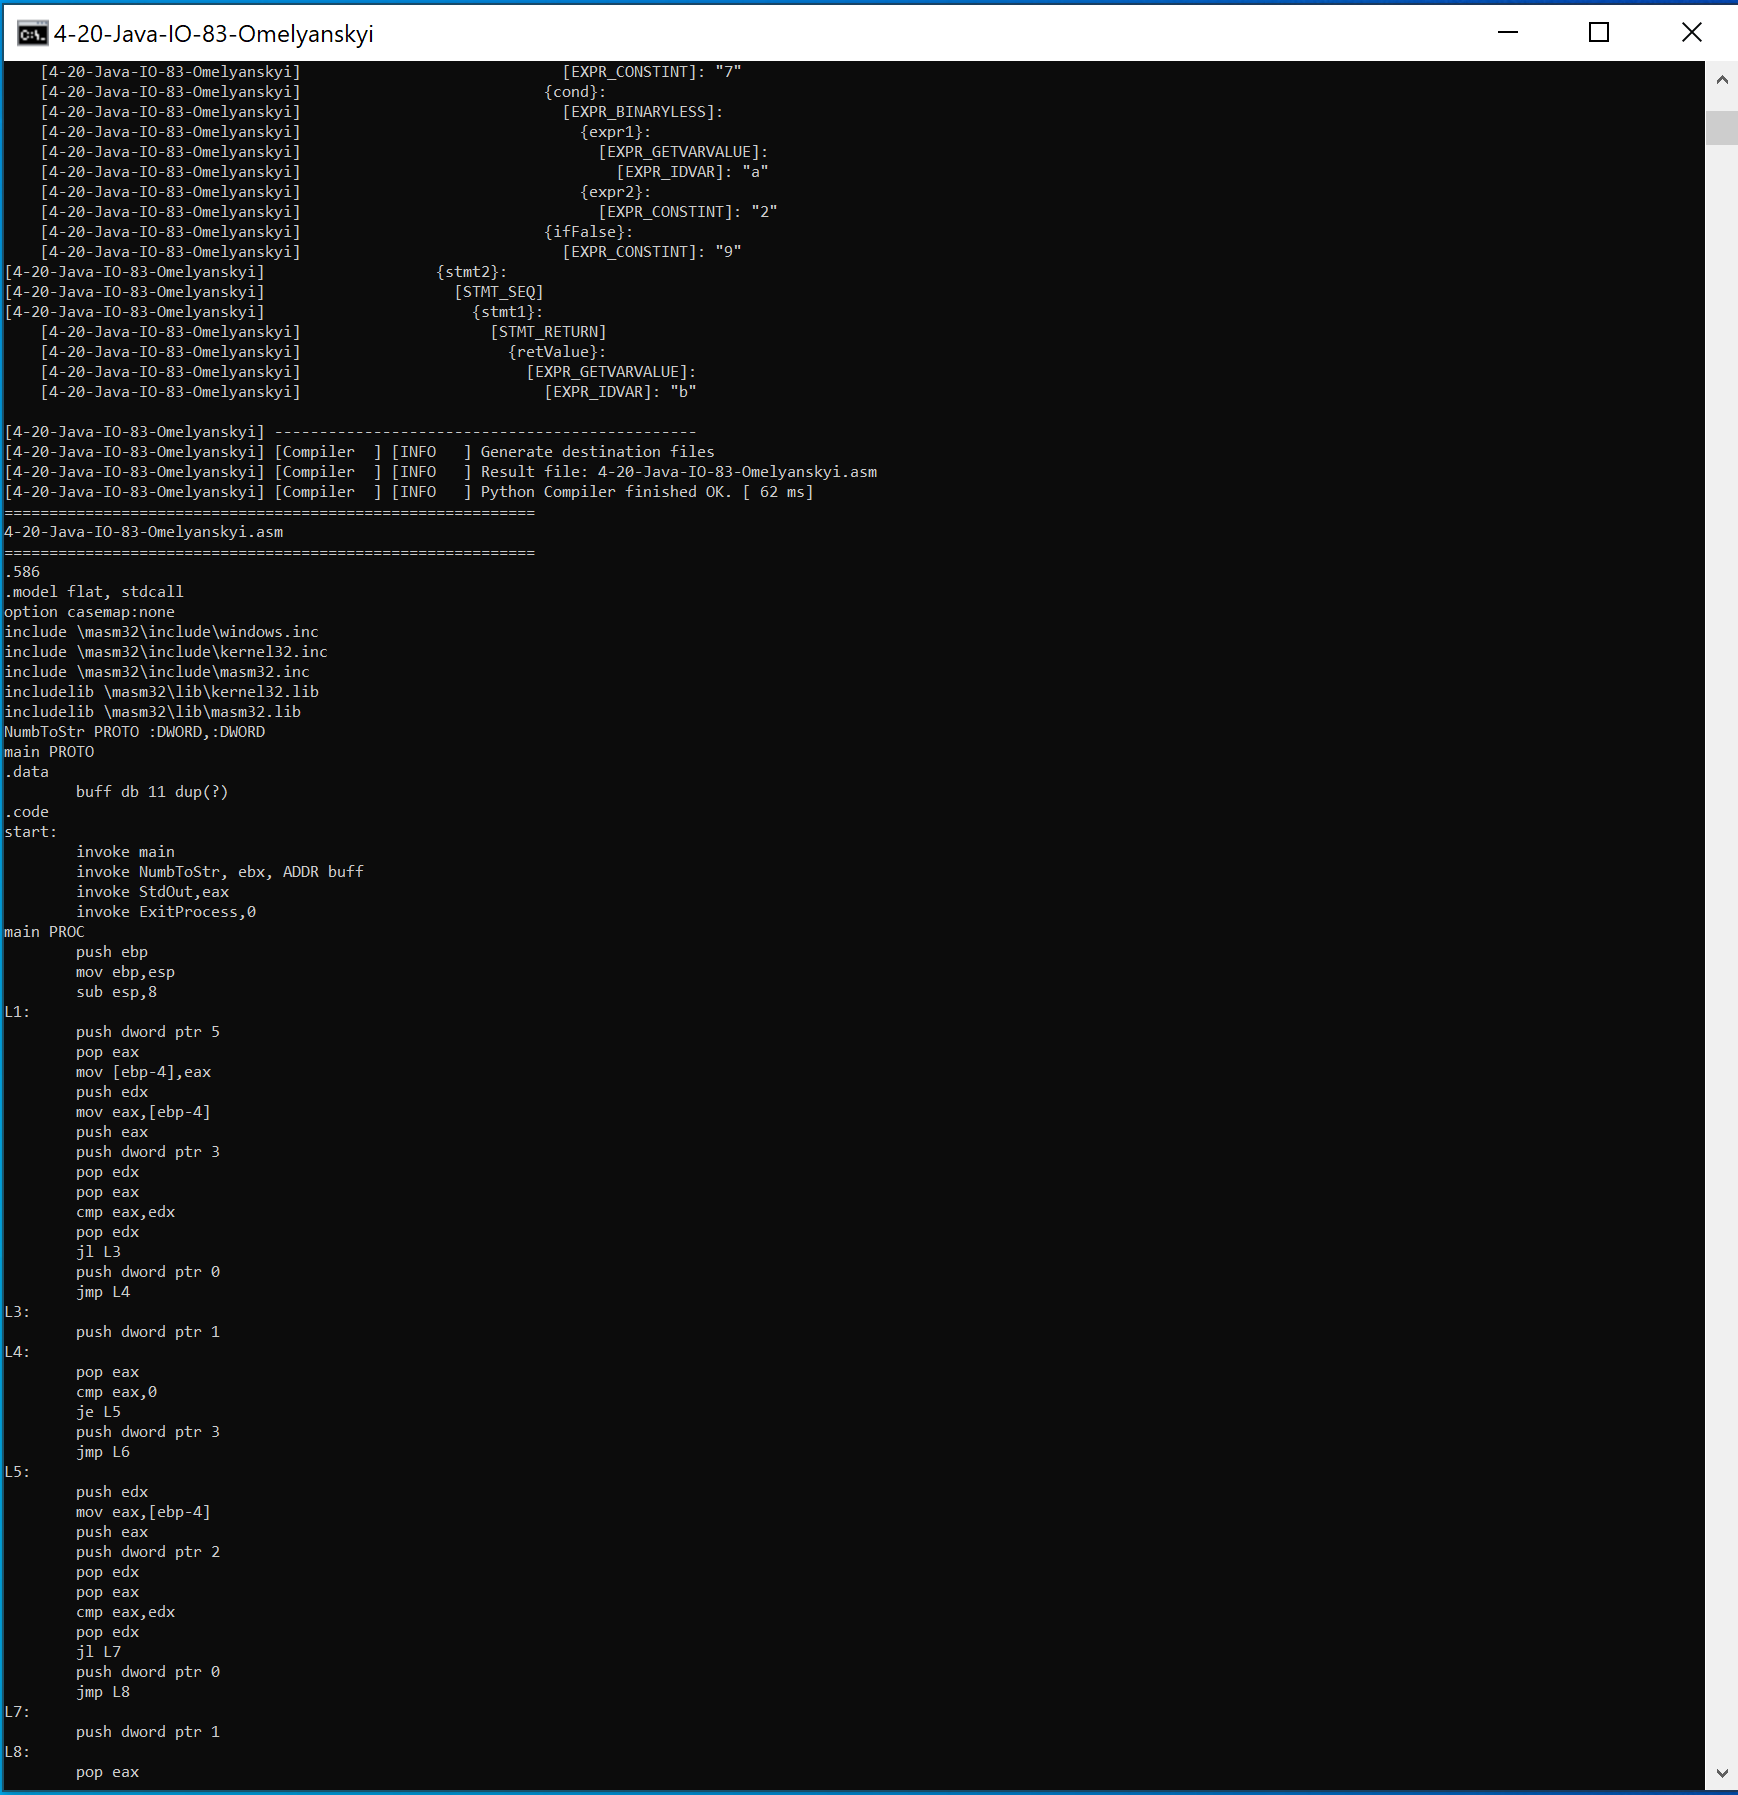 4-20-Java-IO-83-Omelyanskyi
[4-20-Java-IO-83-Omelyanskyi] [EXPR_CONSTINT]: "7"
[4-20-Java-IO-83-Omelyanskyi] {cond}:
[4-20-Java-IO-83-Omelyanskyi] [EXPR_BINARYLESS]:
[4-20-Java-IO-83-Omelyanskyi] {expr1}:
[4-20-Java-IO-83-Omelyanskyi] [EXPR_GETVARVALUE]:
[4-20-Java-IO-83-Omelyanskyi] [EXPR_IDVAR]: "a"
[4-20-Java-IO-83-Omelyanskyi] {expr2}:
[4-20-Java-IO-83-Omelyanskyi] [EXPR_CONSTINT]: "2"
[4-20-Java-IO-83-Omelyanskyi] {ifFalse}:
[4-20-Java-IO-83-Omelyanskyi] [EXPR_CONSTINT]: "9"
[4-20-Java-IO-83-Omelyanskyi] {stmt2}:
[4-20-Java-IO-83-Omelyanskyi] [STMT_SEQ]
[4-20-Java-IO-83-Omelyanskyi] {stmt1}:
[4-20-Java-IO-83-Omelyanskyi] [STMT_RETURN]
[4-20-Java-IO-83-Omelyanskyi] {retValue}:
[4-20-Java-IO-83-Omelyanskyi] [EXPR_GETVARVALUE]:
[4-20-Java-IO-83-Omelyanskyi] [EXPR_IDVAR]: "b"
[4-20-Java-IO-83-Omelyanskyi] -----------------------------------------------
[4-20-Java-IO-83-Omelyanskyi] [Compiler  ] [INFO   ] Generate destination files
[4-20-Java-IO-83-Omelyanskyi] [Compiler  ] [INFO   ] Result file: 4-20-Java-IO-83-Omelyanskyi.asm
[4-20-Java-IO-83-Omelyanskyi] [Compiler  ] [INFO   ] Python Compiler finished OK. [ 62 ms]
===========================================================
4-20-Java-IO-83-Omelyanskyi.asm
===========================================================
.586
.model flat, stdcall
option casemap:none
include \masm32\include\windows.inc
include \masm32\include\kernel32.inc
include \masm32\include\masm32.inc
includelib \masm32\lib\kernel32.lib
includelib \masm32\lib\masm32.lib
NumbToStr PROTO :DWORD,:DWORD
main PROTO
.data
buff db 11 dup(?)
.code
start:
invoke main
invoke NumbToStr, ebx, ADDR buff
invoke StdOut,eax
invoke ExitProcess,0
main PROC
push ebp
mov ebp,esp
sub esp,8
L1:
push dword ptr 5
pop eax
mov [ebp-4],eax
push edx
mov eax,[ebp-4]
push eax
push dword ptr 3
pop edx
pop eax
cmp eax,edx
pop edx
jl L3
push dword ptr 0
jmp L4
L3:
push dword ptr 1
L4:
pop eax
cmp eax,0
je L5
push dword ptr 3
jmp L6
L5:
push edx
mov eax,[ebp-4]
push eax
push dword ptr 2
pop edx
pop eax
cmp eax,edx
pop edx
jl L7
push dword ptr 0
jmp L8
L7:
push dword ptr 1
L8:
pop eax